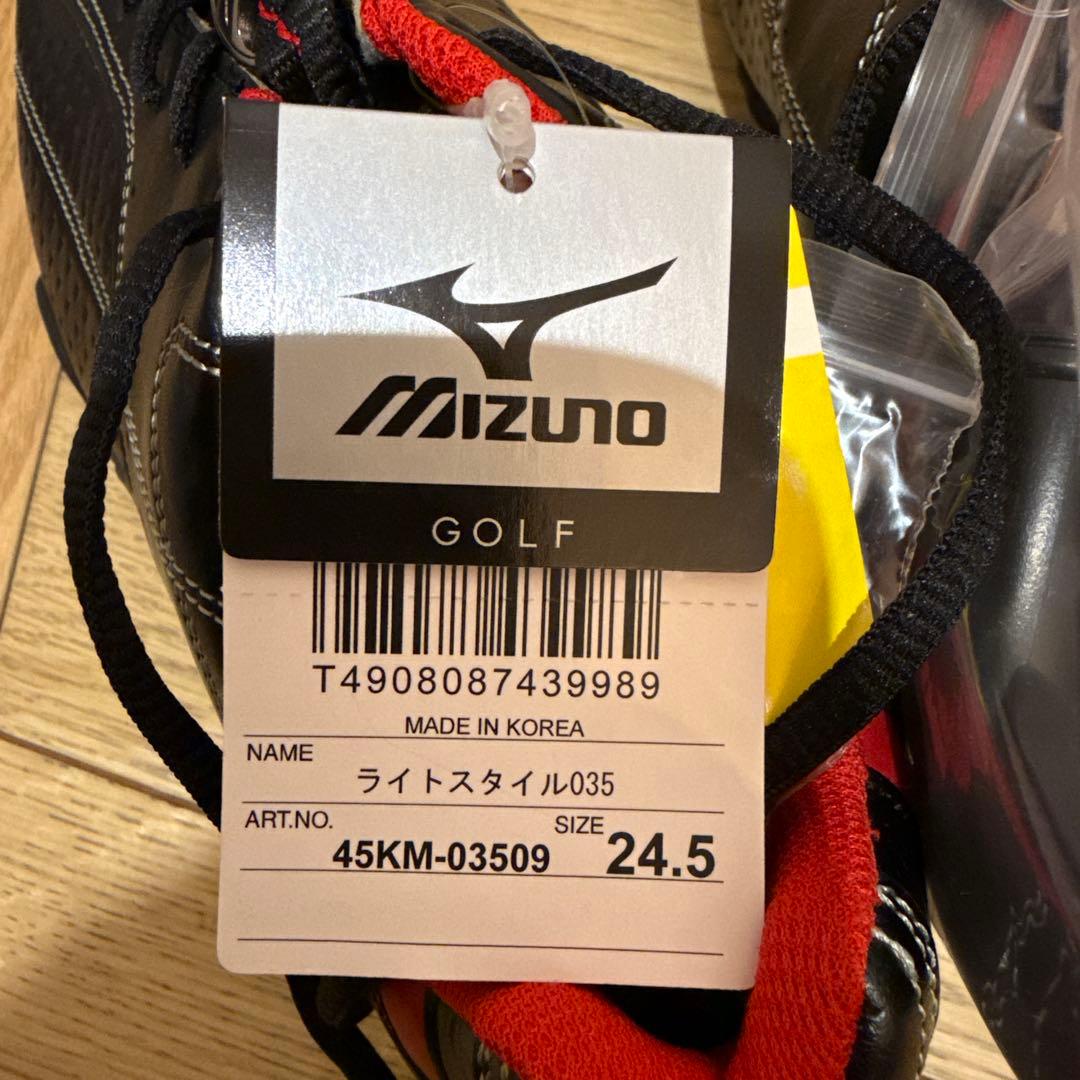 MIZUNO
GOLF
T4908087439989
MADE IN KOREA
NAME
ライトスタイル035
ART.NO.
45KM-03509
SIZE
24.5